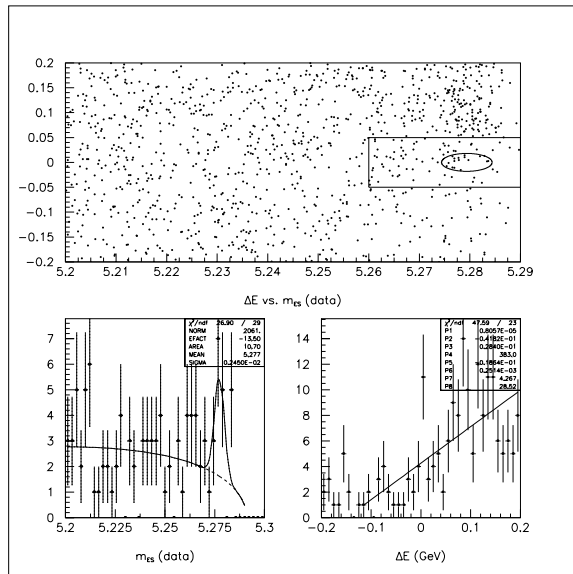 0.2
0.15
0.1
0.05
0
-0.05
-0.1
-0.15
-0.2
5.2 5.21 5.22 5.23 5.24 5.25 5.26 5.27 5.28 5.29
ΔE vs. mES (data)
χ²/ndf 26.90 / 29
NORM 2061.
EFACT -13.50
AREA 10.70
MEAN 5.277
SIGMA 0.2450E-02
7
6
5
4
3
2
1
0
5.2 5.225 5.25 5.275 5.3
mES (data)
χ²/ndf 47.59 / 23
P1 0.8057E-05
P2 -0.4182E-01
P3 0.2840E-01
P4 383.0
P5 0.1864E-01
P6 0.2514E-03
P7 4.267
P8 28.52
14
12
10
8
6
4
2
0
-0.2 -0.1 0 0.1 0.2
ΔE (GeV)